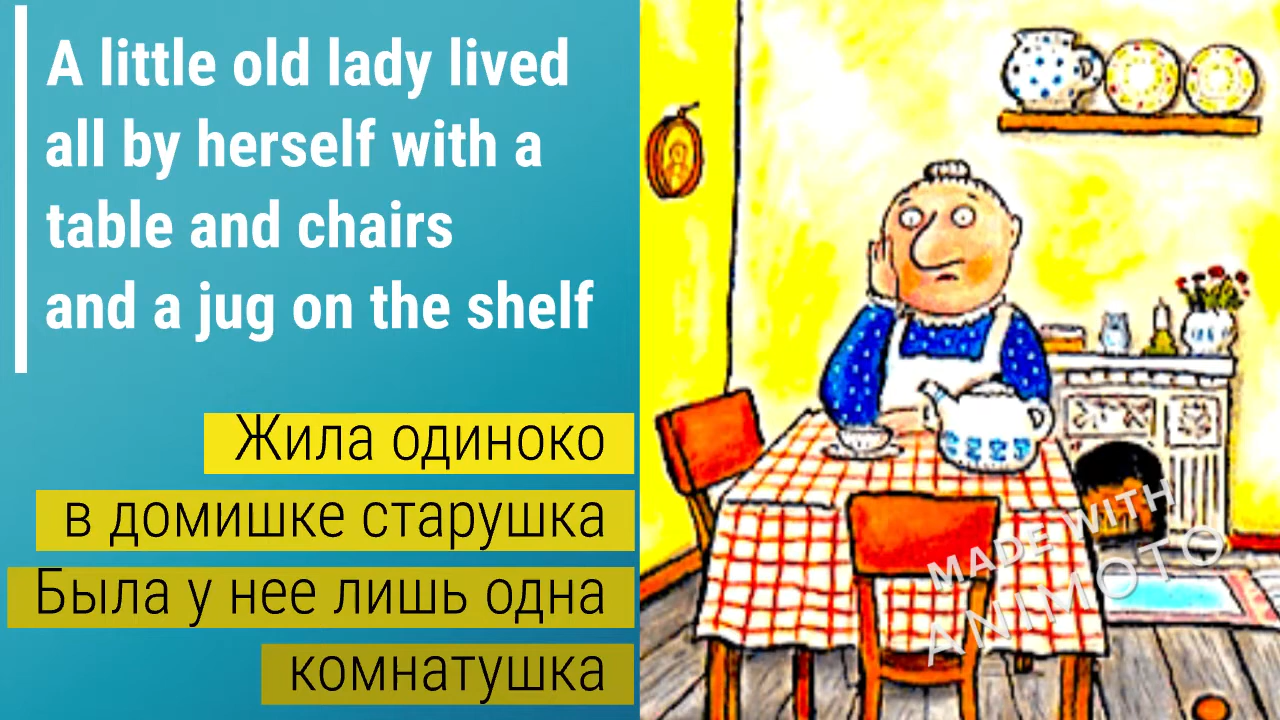 A little old lady lived
all by herself with a
table and chairs
and a jug on the shelf
Жила одиноко
в домишке старушка
Была у нее лишь одна
комнатушка
MADE WITH
ANIMOTO